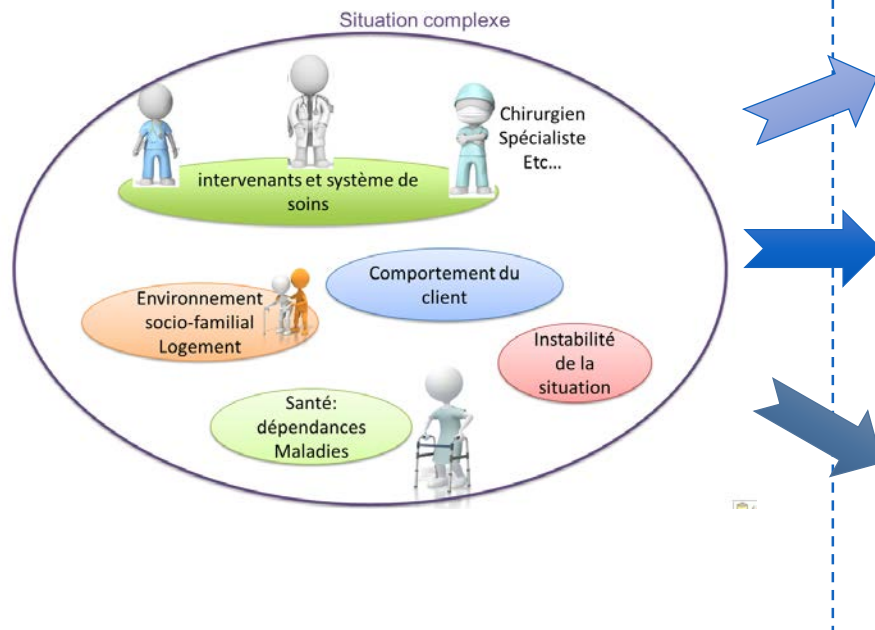 Situation complexe
Chirurgien
Spécialiste
Etc...
intervenants et système de
soins
Comportement du
client
Environnement
socio-familial
Logement
Instabilité
de la
situation
Santé:
dépendances
Maladies